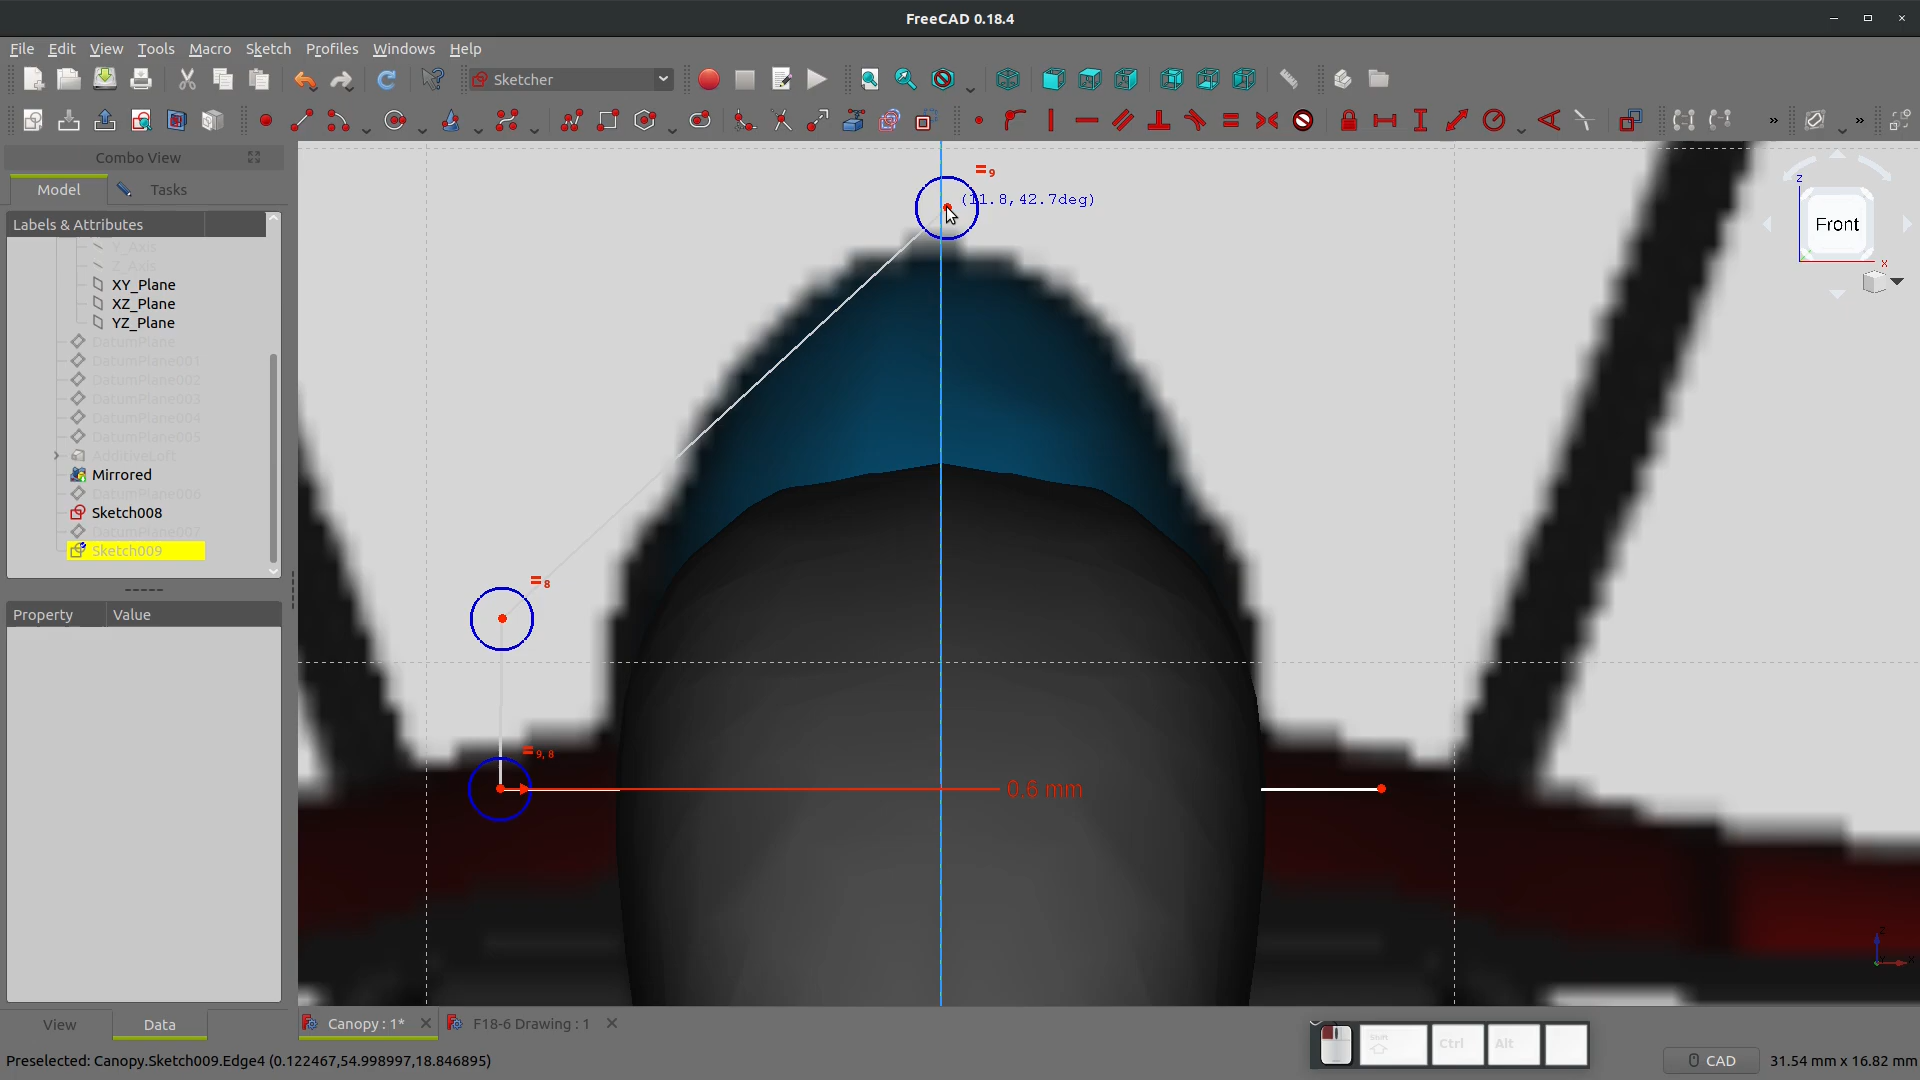 FreeCAD 0.18.4
File Edit View Tools Macro Sketch Profiles Windows Help
Sketcher
Combo View
Model Tasks
Labels & Attributes
Y_Axis
Z_Axis
XY_Plane
XZ_Plane
YZ_Plane
DatumPlane
DatumPlane001
DatumPlane002
DatumPlane003
DatumPlane004
DatumPlane005
AdditiveLoft
Mirrored
DatumPlane006
Sketch008
DatumPlane007
Sketch009
Property Value
View Data
9
(11.8,42.7deg)
8
9, 8
0.6 mm
Z
Front
X
Canopy : 1*
F18-6 Drawing : 1
Shift
Ctrl
Alt
Preselected: Canopy.Sketch009.Edge4 (0.122467,54.998997,18.846895)
CAD
31.54 mm x 16.82 mm